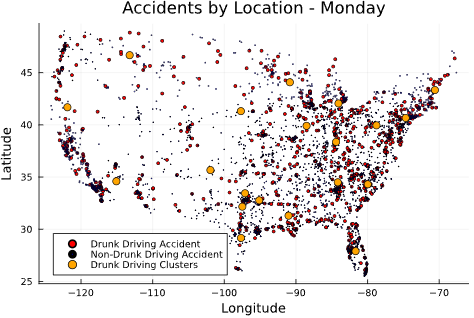 Accidents by Location - Monday
Latitude
45
40
35
30
25
Drunk Driving Accident
Non-Drunk Driving Accident
Drunk Driving Clusters
−120
−110
−100
−90
−80
−70
Longitude